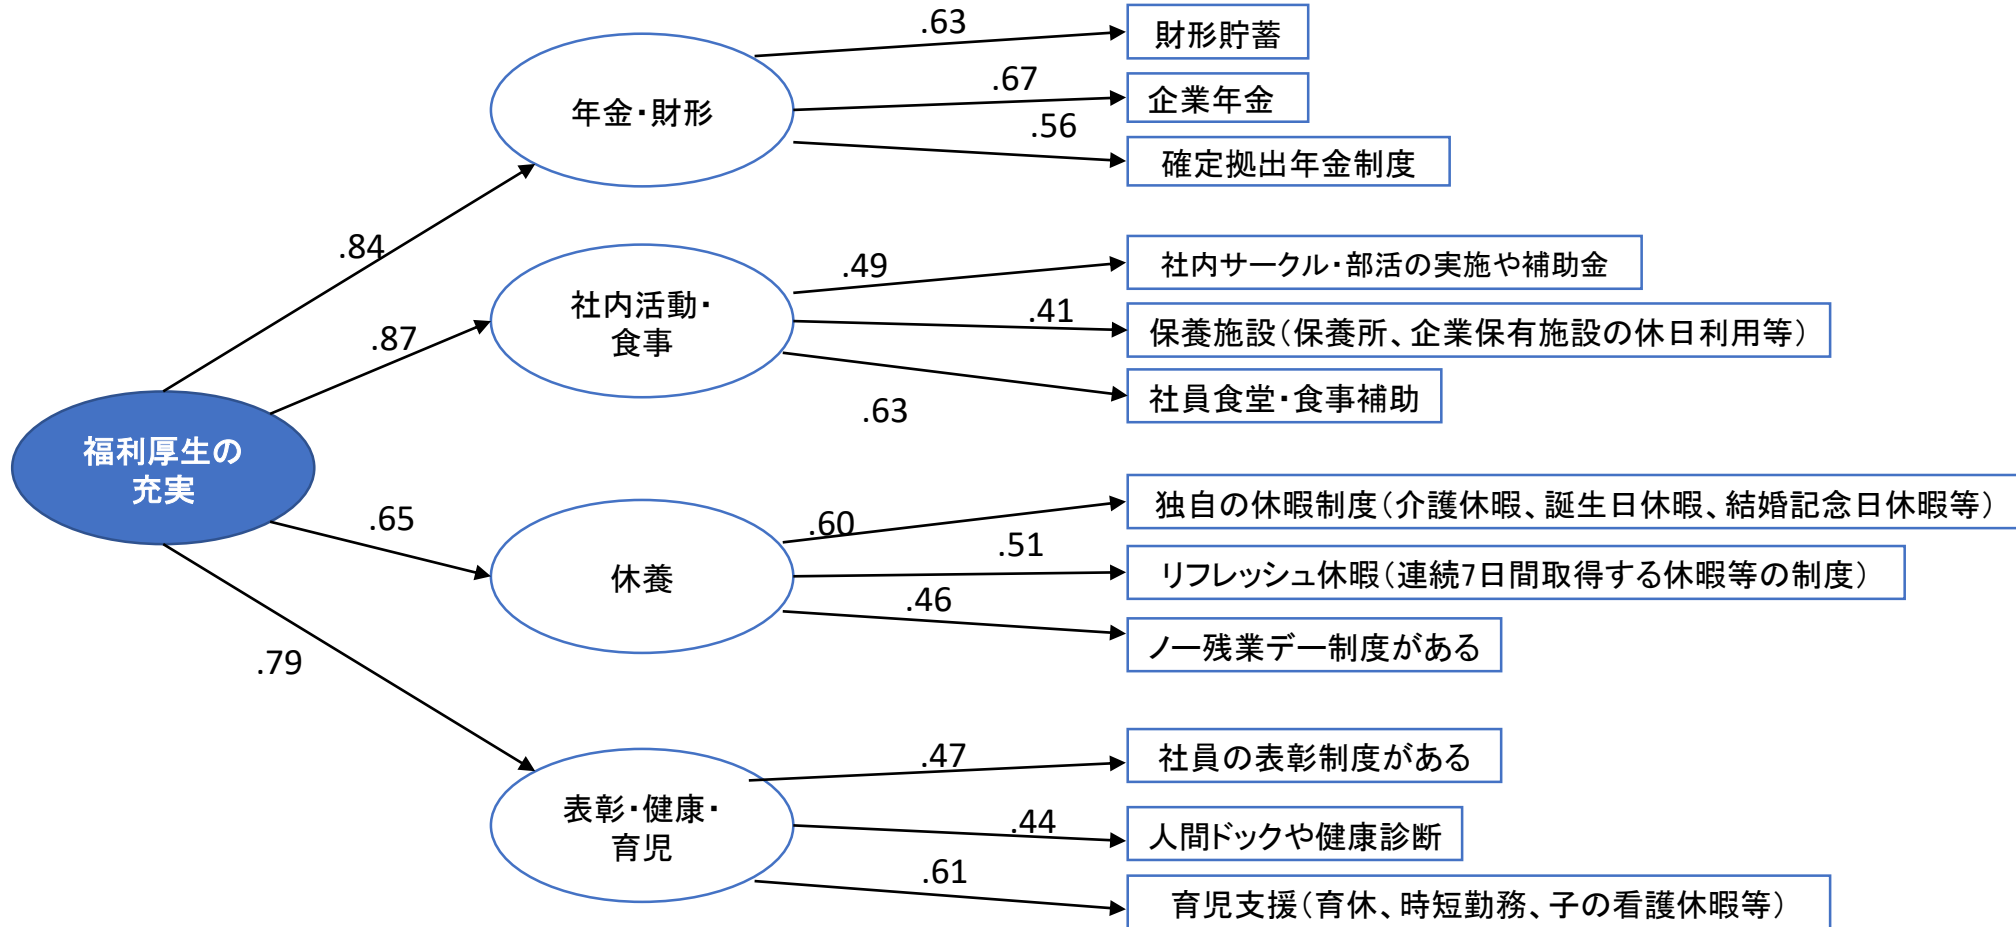 .63
財形貯蓄
.67
企業年金
年金・財形
.56
確定拠出年金制度
.84
.49
社内サークル・部活の実施や補助金
社内活動・
食事
.41
保養施設(保養所、企業保有施設の休日利用等)
.87
.63
社員食堂・食事補助
福利厚生の
充実
.65
.60
独自の休暇制度(介護休暇、誕生日休暇、結婚記念日休暇等)
.51
休養
リフレッシュ休暇(連続7日間取得する休暇等の制度)
.46
ノー残業デー制度がある
.79
.47
社員の表彰制度がある
表彰・健康・
育児
.44
人間ドックや健康診断
.61
育児支援(育休、時短勤務、子の看護休暇等)